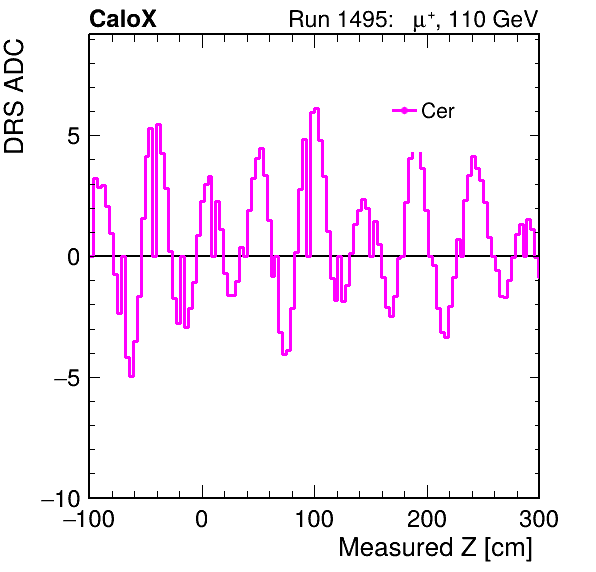 CaloX Run 1495: μ⁺, 110 GeV
DRS ADC
Cer
5
0
−5
−10
−100 0 100 200 300
Measured Z [cm]